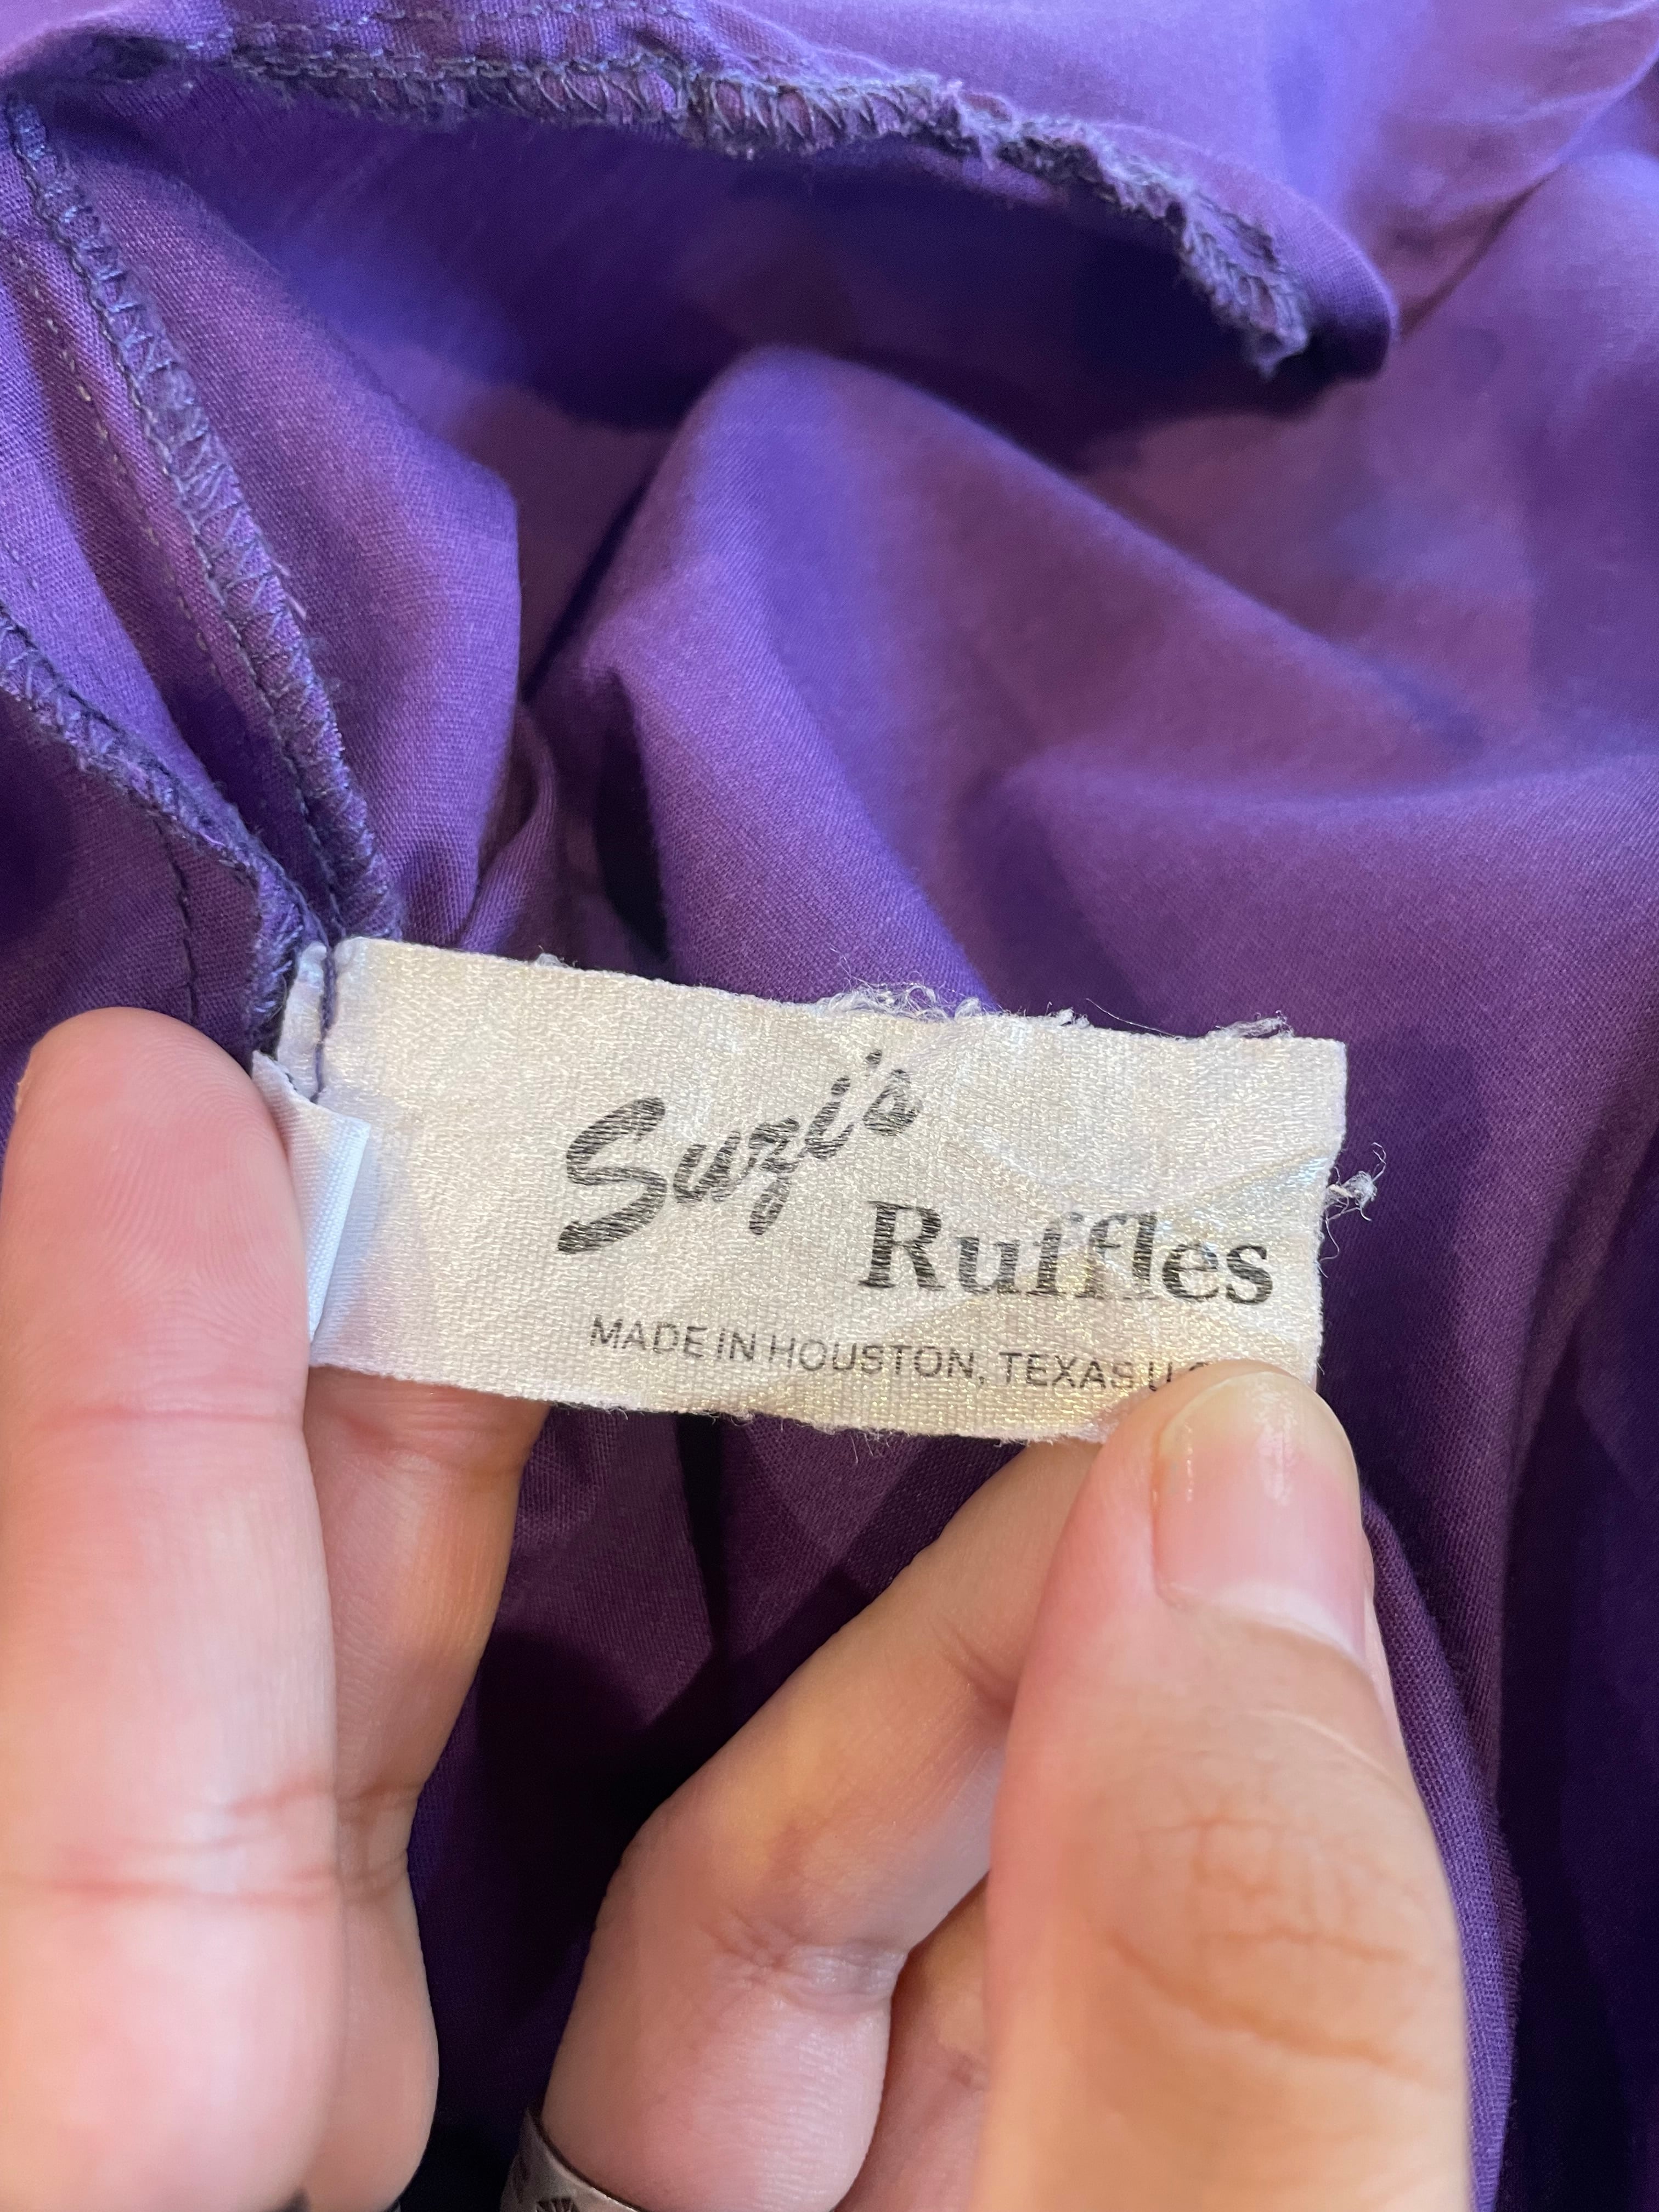 Suzi's
Ruffles
MADE IN HOUSTON, TEXAS